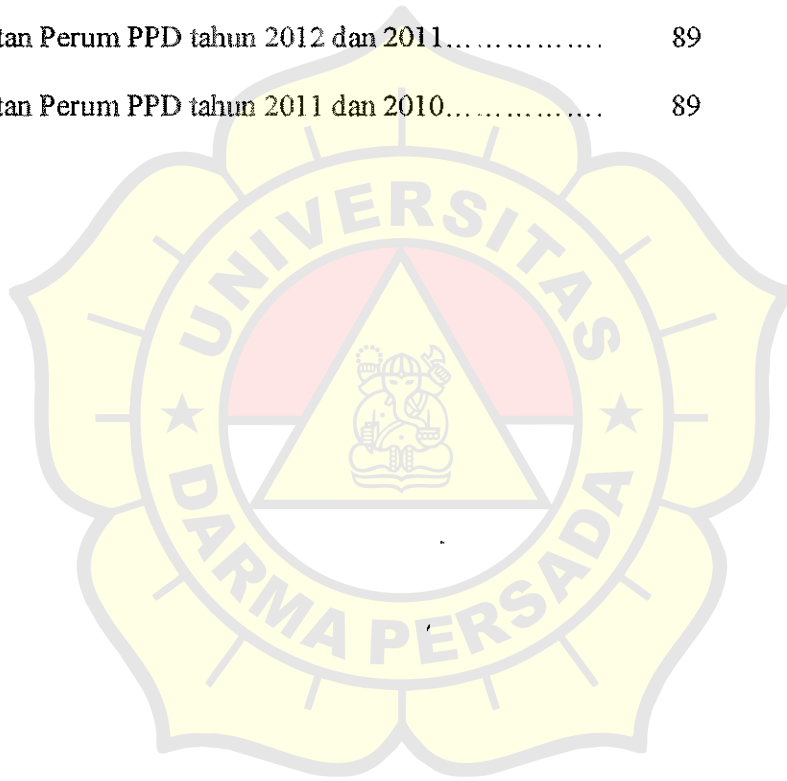 tan Perum PPD tahun 2012 dan 2011................ 89
tan Perum PPD tahun 2011 dan 2010................ 89
UNIVERSITAS
DARMA PERSADA